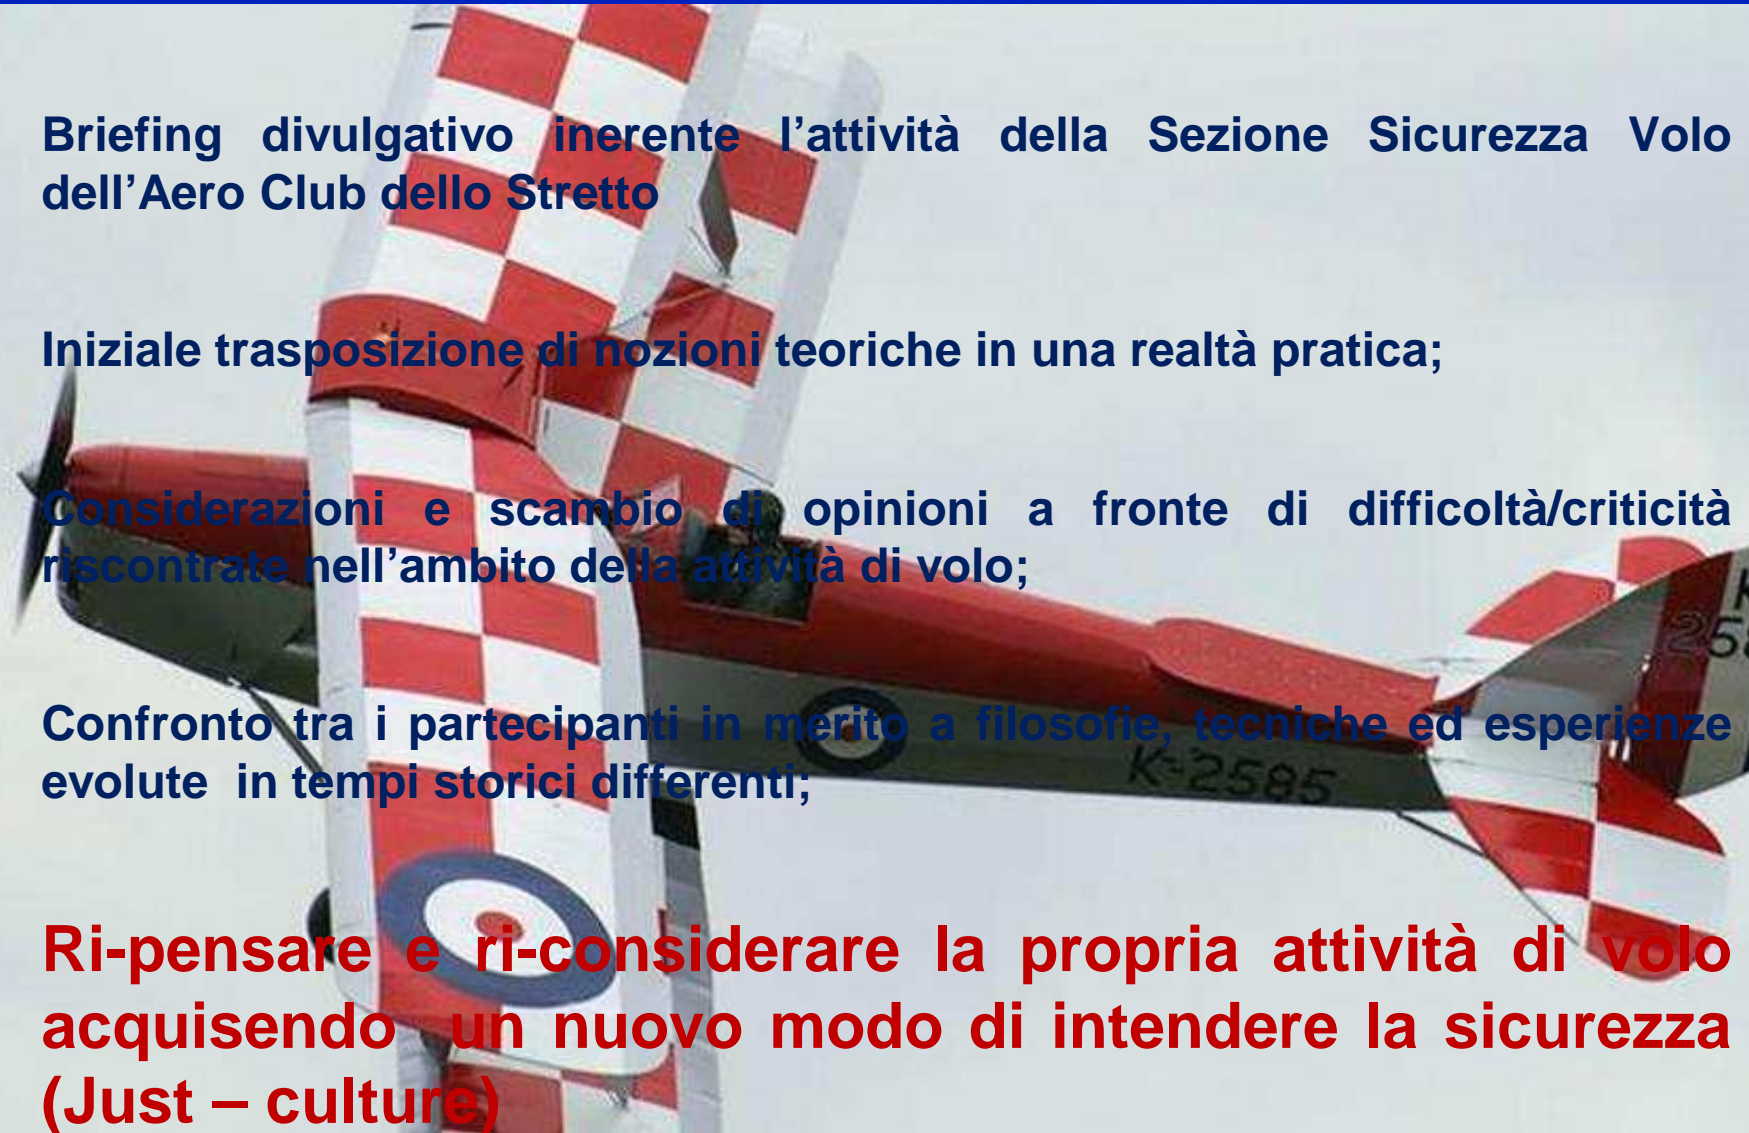 Briefing divulgativo inerente l’attività della Sezione Sicurezza Volo
dell’Aero Club dello Stretto
Iniziale trasposizione di nozioni teoriche in una realtà pratica;
Considerazioni e scambio di opinioni a fronte di difficoltà/criticità
riscontrate nell’ambito della attività di volo;
Confronto tra i partecipanti in merito a filosofie, tecniche ed esperienze
evolute in tempi storici differenti;
K-2585
Ri-pensare e ri-considerare la propria attività di volo
acquisendo un nuovo modo di intendere la sicurezza
(Just – culture)